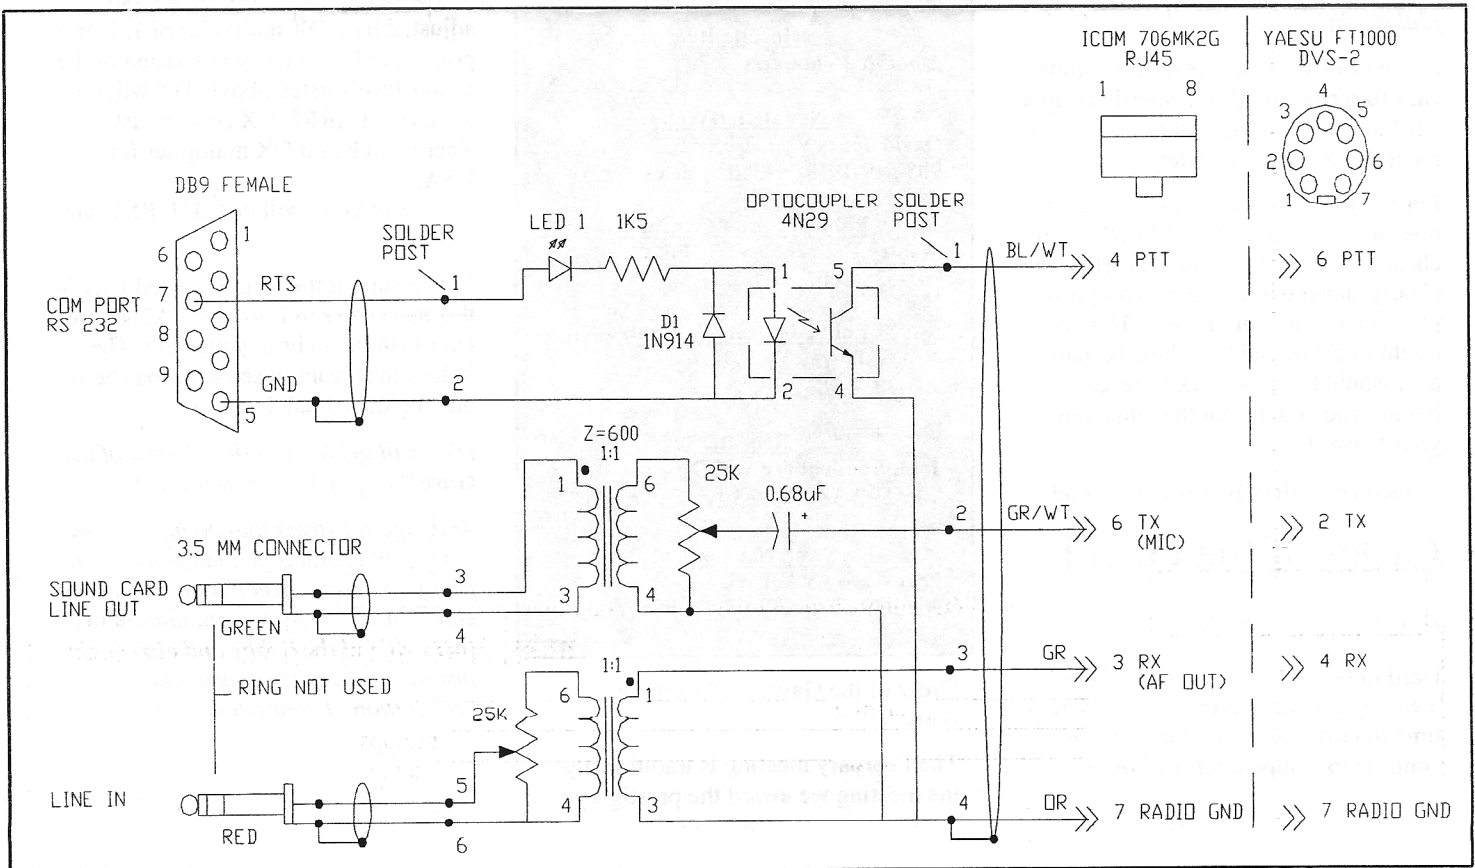 adjusted by
ICOM 706MK2G
RJ45
YAESU FT1000
DVS-2
1 8
4
3 5
2 6
1 7
DB9 FEMALE
1
6
7
8
9
5
COM PORT
RS 232
RTS
GND
SOLDER
POST
1
2
LED 1
1K5
D1
1N914
OPTOCOUPLER
4N29
1 5
2 4
SOLDER
POST
1
BL/WT
4 PTT
6 PTT
Z=600
1:1
1 6
3 4
25K
0.68uF
+
2
GR/WT
6 TX
(MIC)
2 TX
3.5 MM CONNECTOR
SOUND CARD
LINE OUT
GREEN
3
4
RING NOT USED
25K
1:1
6 1
4 3
3
GR
3 RX
(AF OUT)
4 RX
LINE IN
RED
5
6
4
OR
7 RADIO GND
7 RADIO GND